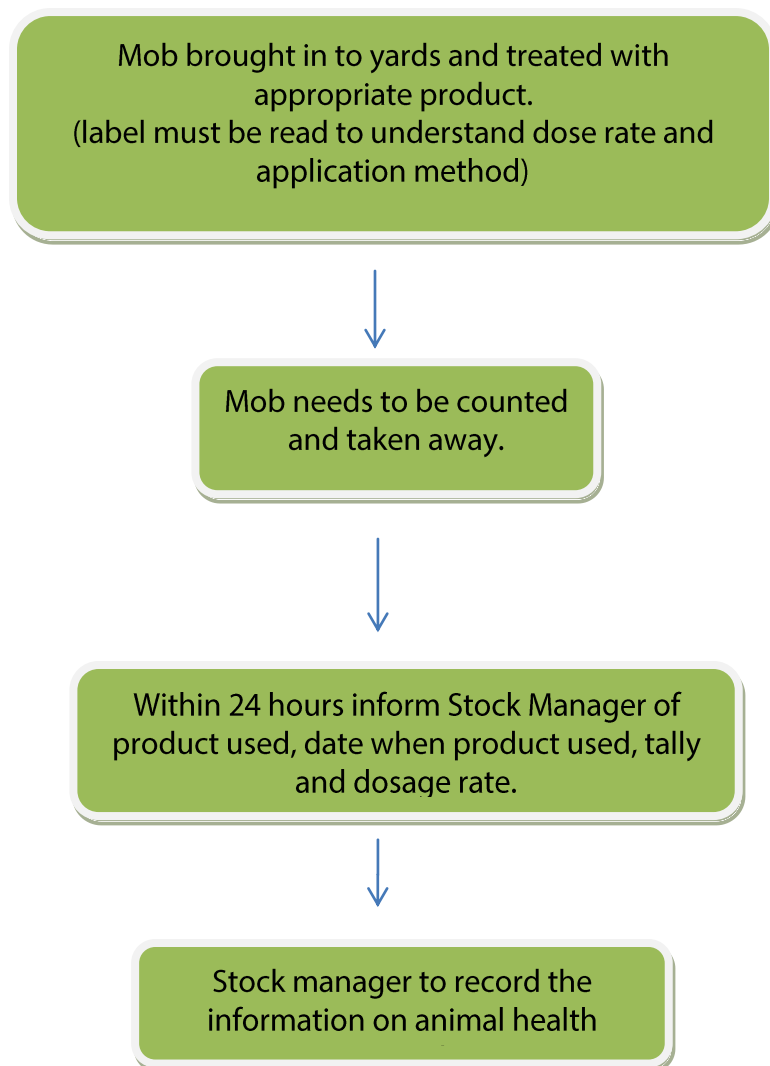 Mob brought in to yards and treated with
appropriate product.
(label must be read to understand dose rate and
application method)
Mob needs to be counted
and taken away.
Within 24 hours inform Stock Manager of
product used, date when product used, tally
and dosage rate.
Stock manager to record the
information on animal health